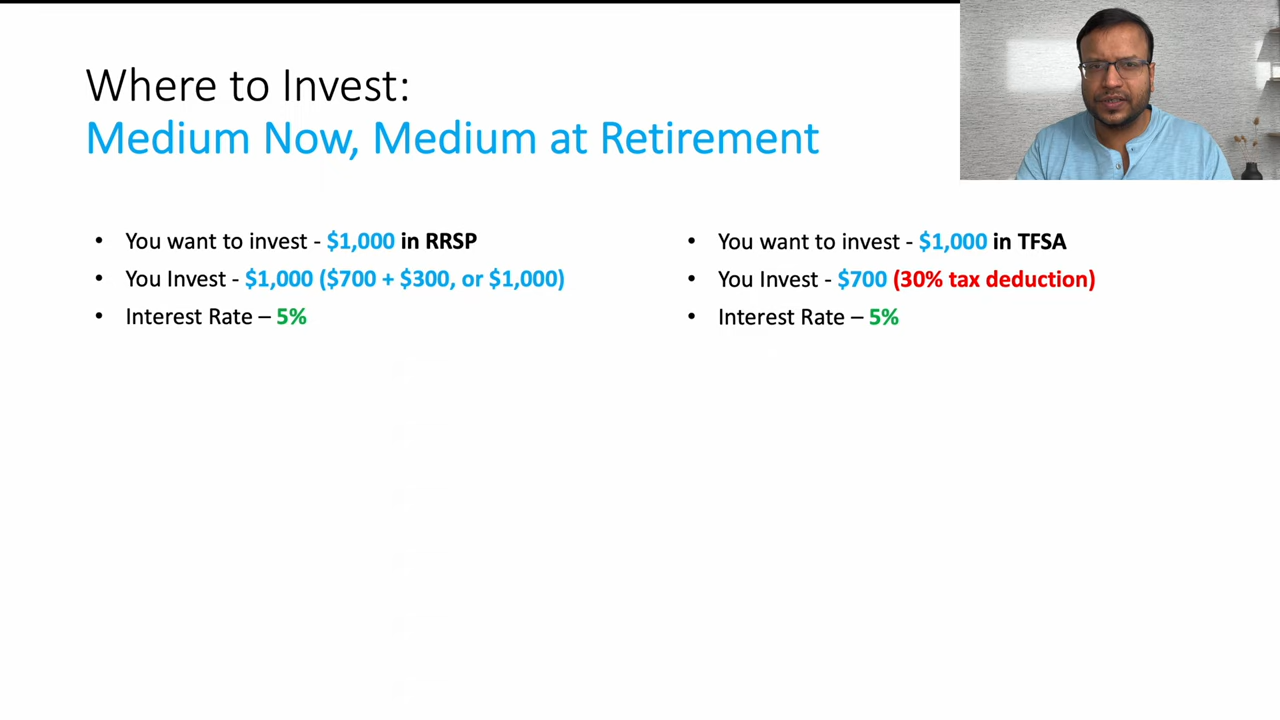 Where to Invest:
Medium Now, Medium at Retirement
• You want to invest - $1,000 in RRSP
• You Invest - $1,000 ($700 + $300, or $1,000)
• Interest Rate – 5%
• You want to invest - $1,000 in TFSA
• You Invest - $700 (30% tax deduction)
• Interest Rate – 5%